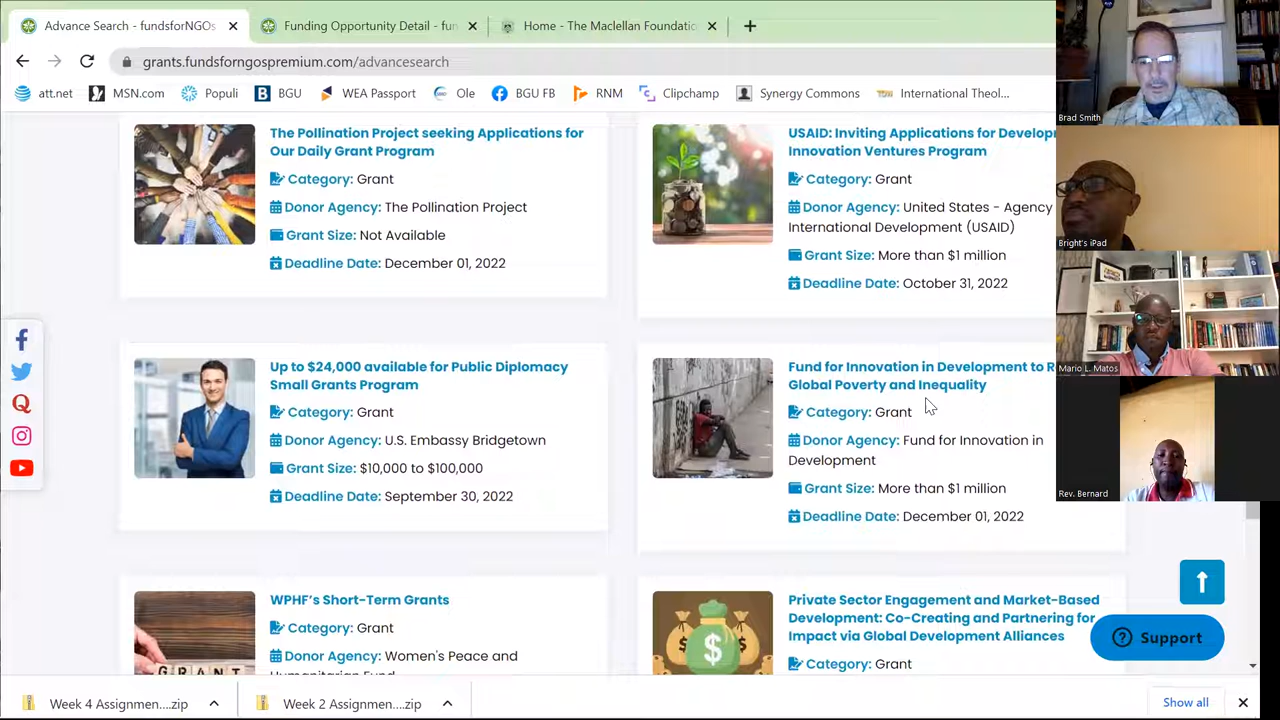 Advance Search - fundsforNGOs
Funding Opportunity Detail - fun
Home - The Maclellan Foundatio
grants.fundsforngospremium.com/advancesearch
att.net
MSN.com
Populi
BGU
WEA Passport
Ole
BGU FB
RNM
Clipchamp
Synergy Commons
International Theol...
The Pollination Project seeking Applications for
Our Daily Grant Program
Category: Grant
Donor Agency: The Pollination Project
Grant Size: Not Available
Deadline Date: December 01, 2022
USAID: Inviting Applications for Develop
Innovation Ventures Program
Category: Grant
Donor Agency: United States - Agency
International Development (USAID)
Grant Size: More than $1 million
Deadline Date: October 31, 2022
Up to $24,000 available for Public Diplomacy
Small Grants Program
Category: Grant
Donor Agency: U.S. Embassy Bridgetown
Grant Size: $10,000 to $100,000
Deadline Date: September 30, 2022
Fund for Innovation in Development to R
Global Poverty and Inequality
Category: Grant
Donor Agency: Fund for Innovation in
Development
Grant Size: More than $1 million
Deadline Date: December 01, 2022
WPHF's Short-Term Grants
Category: Grant
Donor Agency: Women's Peace and
Humanitarian Fund
GRANT
Private Sector Engagement and Market-Based
Development: Co-Creating and Partnering for
Impact via Global Development Alliances
Category: Grant
Support
Brad Smith
Bright's iPad
Mario L. Matos
Rev. Bernard
Week 4 Assignmen....zip
Week 2 Assignmen....zip
Show all